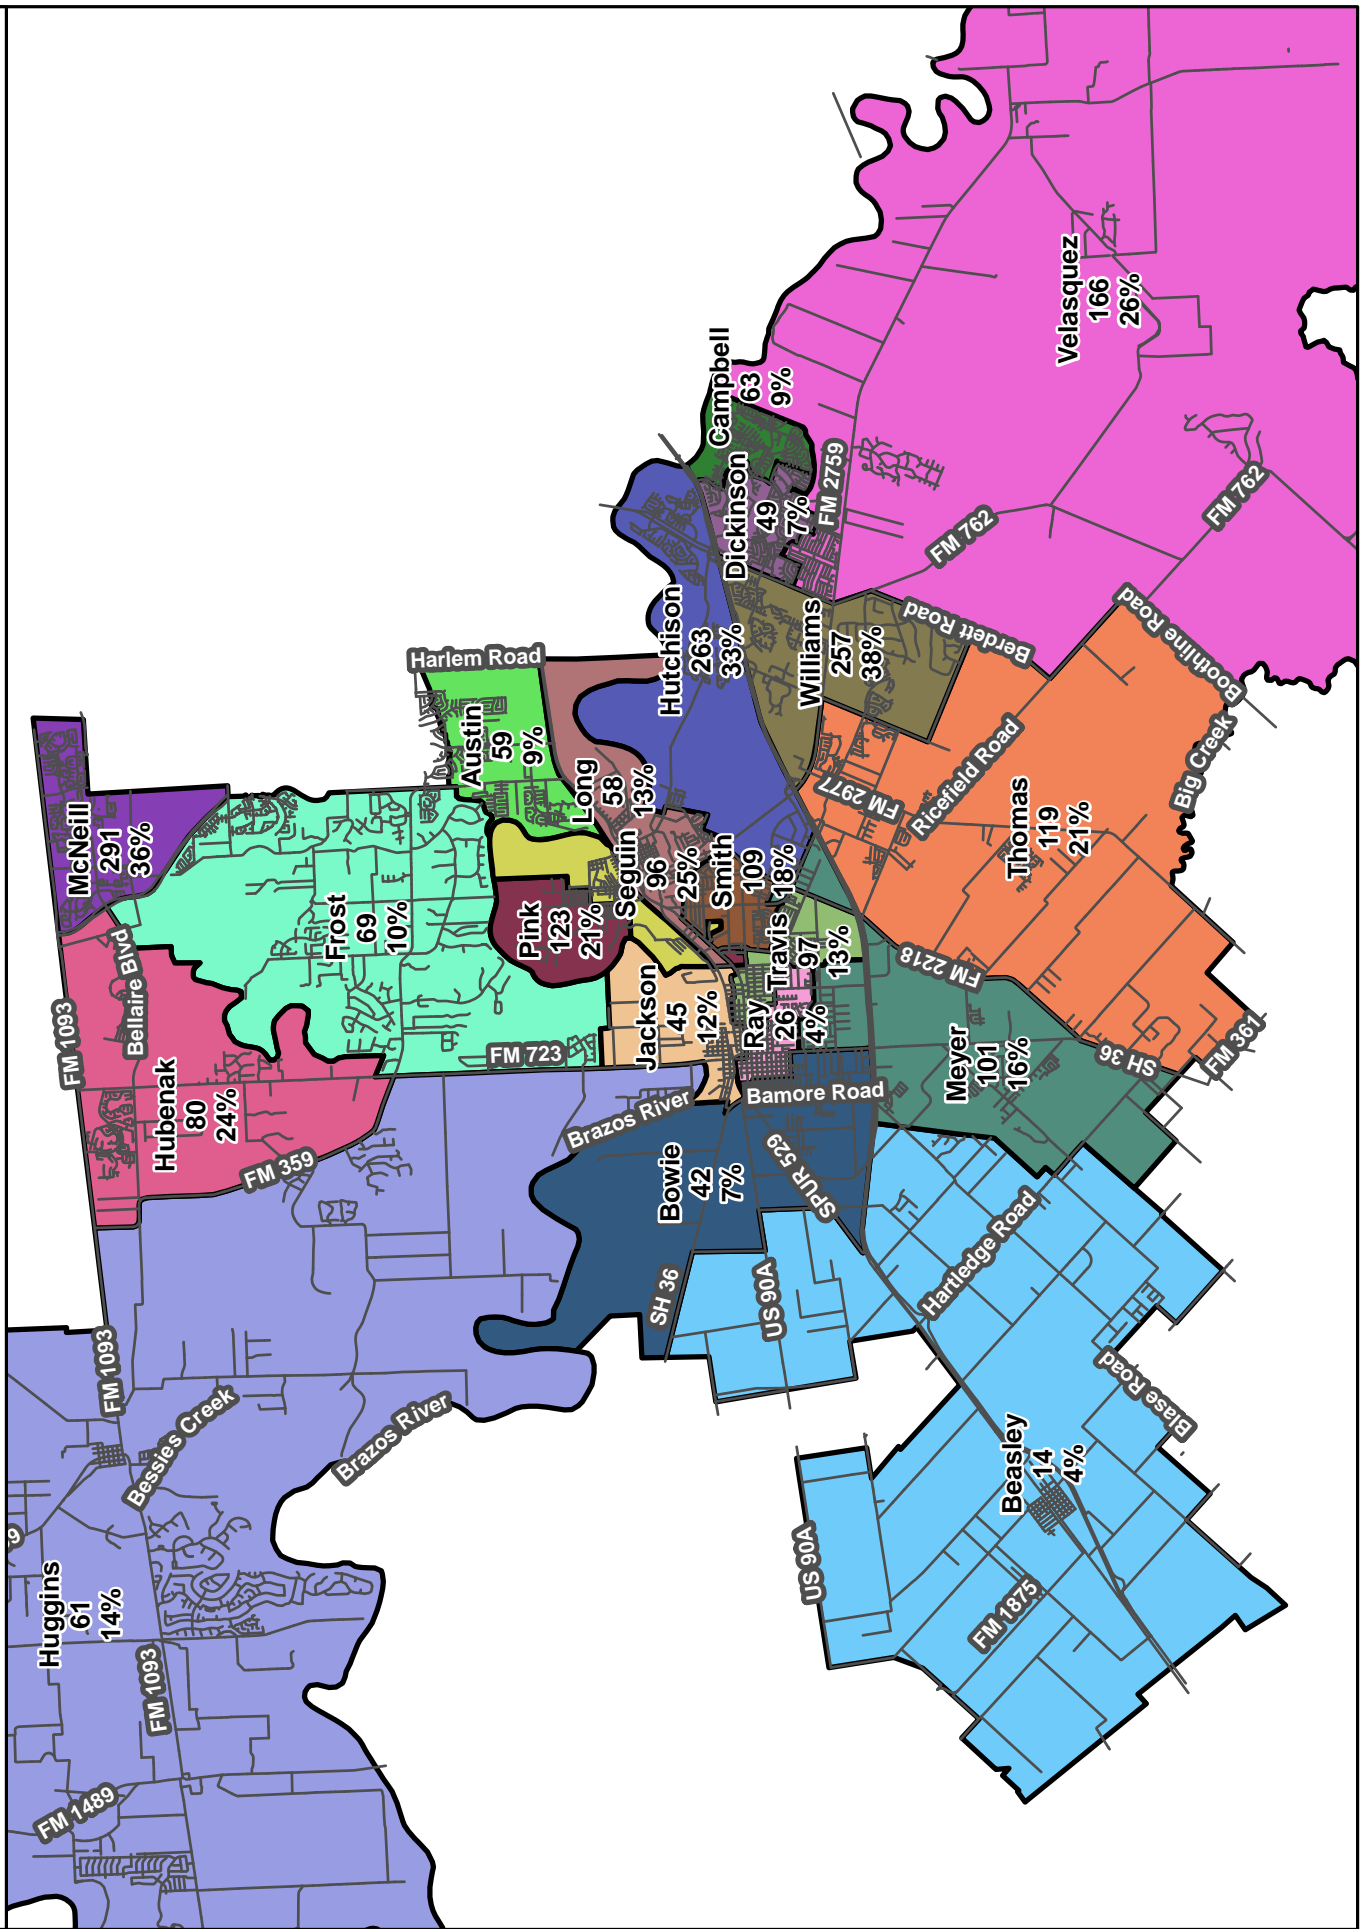 McNeill
291
36%
FM 1093
Bellaire Blvd
Hubenak
80
24%
FM 359
Frost
69
10%
FM 723
Harlem Road
Austin
59
9%
Long
58
13%
Pink
123
21%
Seguin
96
25%
Jackson
45
12%
Smith
109
18%
Travis
97
13%
Ray
26
4%
Hutchison
263
33%
Campbell
63
9%
Dickinson
49
7%
FM 2759
Williams
257
38%
Velasquez
166
26%
FM 762
FM 762
Berdett Road
Boothline Road
Big Creek
FM 2977
Ricefield Road
Thomas
119
21%
FM 2218
Meyer
101
16%
SH 36
FM 361
Bamore Road
Brazos River
Bowie
42
7%
SPUR 529
SH 36
US 90A
Hartledge Road
Blase Road
Beasley
14
4%
US 90A
FM 1875
FM 1093
Bessies Creek
Brazos River
Huggins
61
14%
FM 1093
FM 1489